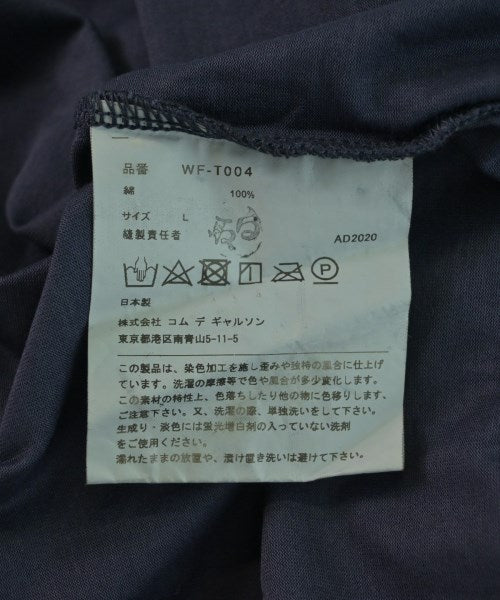 品番 WF-T004
綿 100%
サイズ L
縫製責任者
AD2020
日本製
株式会社 コム デ ギャルソン
東京都港区南青山5-11-5
この製品は、染色加工を施し歪みや独特の風合に仕上げ
ています。洗濯の摩擦等で色や風合が多少変化します。
この素材の特性上、色落ちしたり他の物に色移りします。
ご注意下さい。又、洗濯の際、単独洗いをして下さい。
生成り・淡色には蛍光増白剤の入っていない洗剤
をご使用ください。
濡れたままの放置や、漬け置き洗いは避けて下さい。